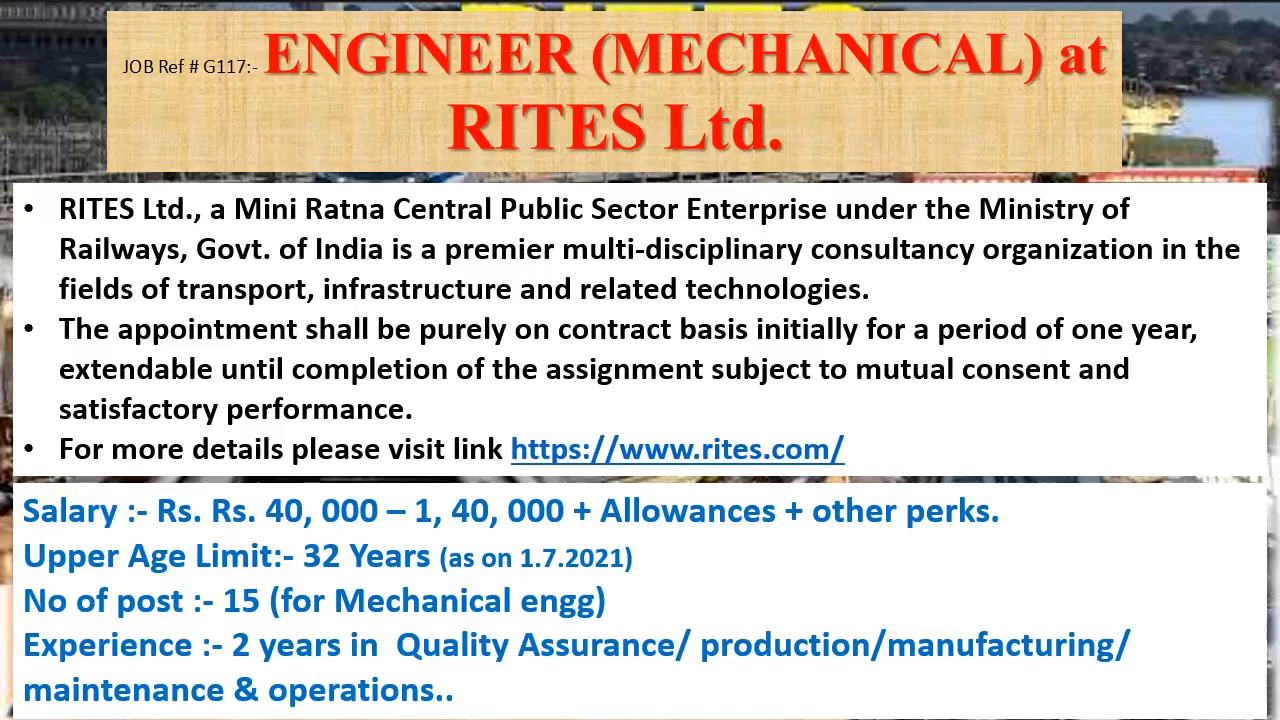 JOB Ref # G117:- ENGINEER (MECHANICAL) at
RITES Ltd.
• RITES Ltd., a Mini Ratna Central Public Sector Enterprise under the Ministry of
Railways, Govt. of India is a premier multi-disciplinary consultancy organization in the
fields of transport, infrastructure and related technologies.
• The appointment shall be purely on contract basis initially for a period of one year,
extendable until completion of the assignment subject to mutual consent and
satisfactory performance.
• For more details please visit link https://www.rites.com/
Salary :- Rs. Rs. 40, 000 – 1, 40, 000 + Allowances + other perks.
Upper Age Limit:- 32 Years (as on 1.7.2021)
No of post :- 15 (for Mechanical engg)
Experience :- 2 years in  Quality Assurance/ production/manufacturing/
maintenance & operations..